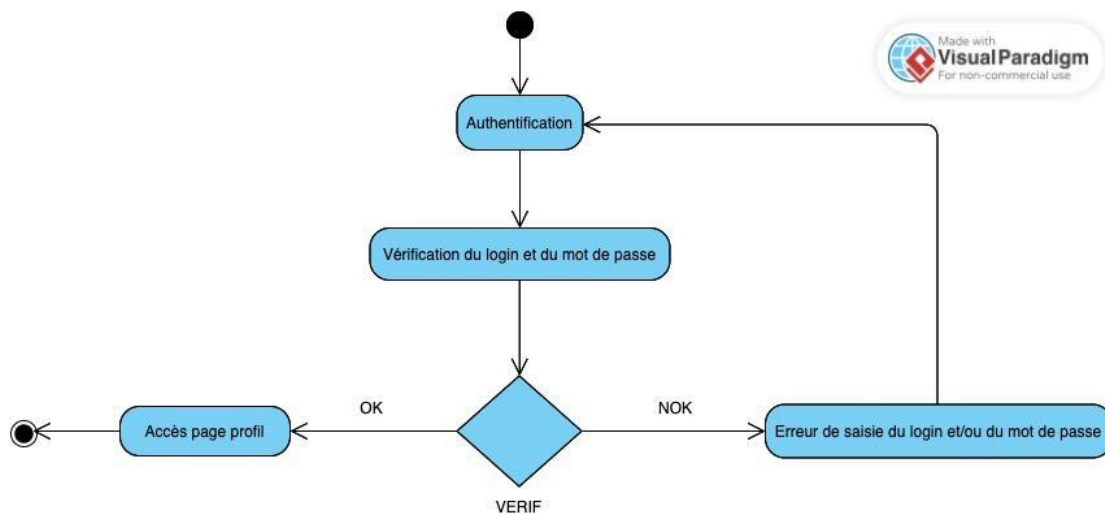 Made with
Visual Paradigm
For non-commercial use
Authentification
Vérification du login et du mot de passe
OK
NOK
Accès page profil
Erreur de saisie du login et/ou du mot de passe
VERIF